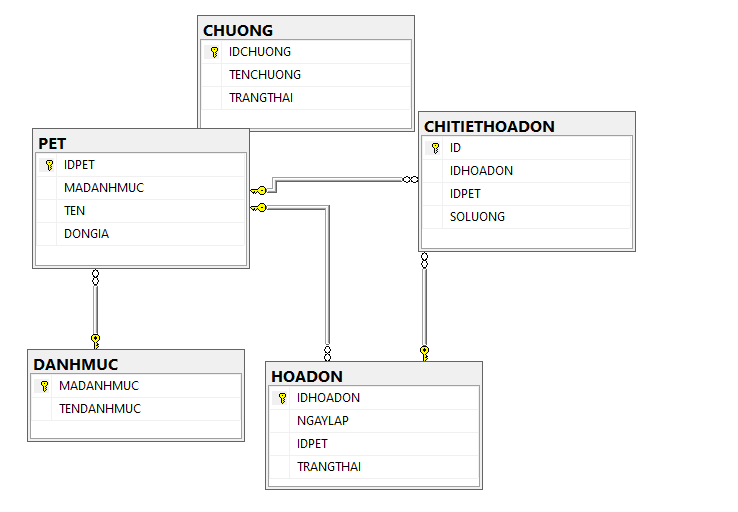 CHUONG
IDCHUONG
TENCHUONG
TRANGTHAI
PET
IDPET
MADANHMUC
TEN
DONGIA
CHITIETHOADON
ID
IDHOADON
IDPET
SOLUONG
DANHMUC
MADANHMUC
TENDANHMUC
HOADON
IDHOADON
NGAYLAP
IDPET
TRANGTHAI